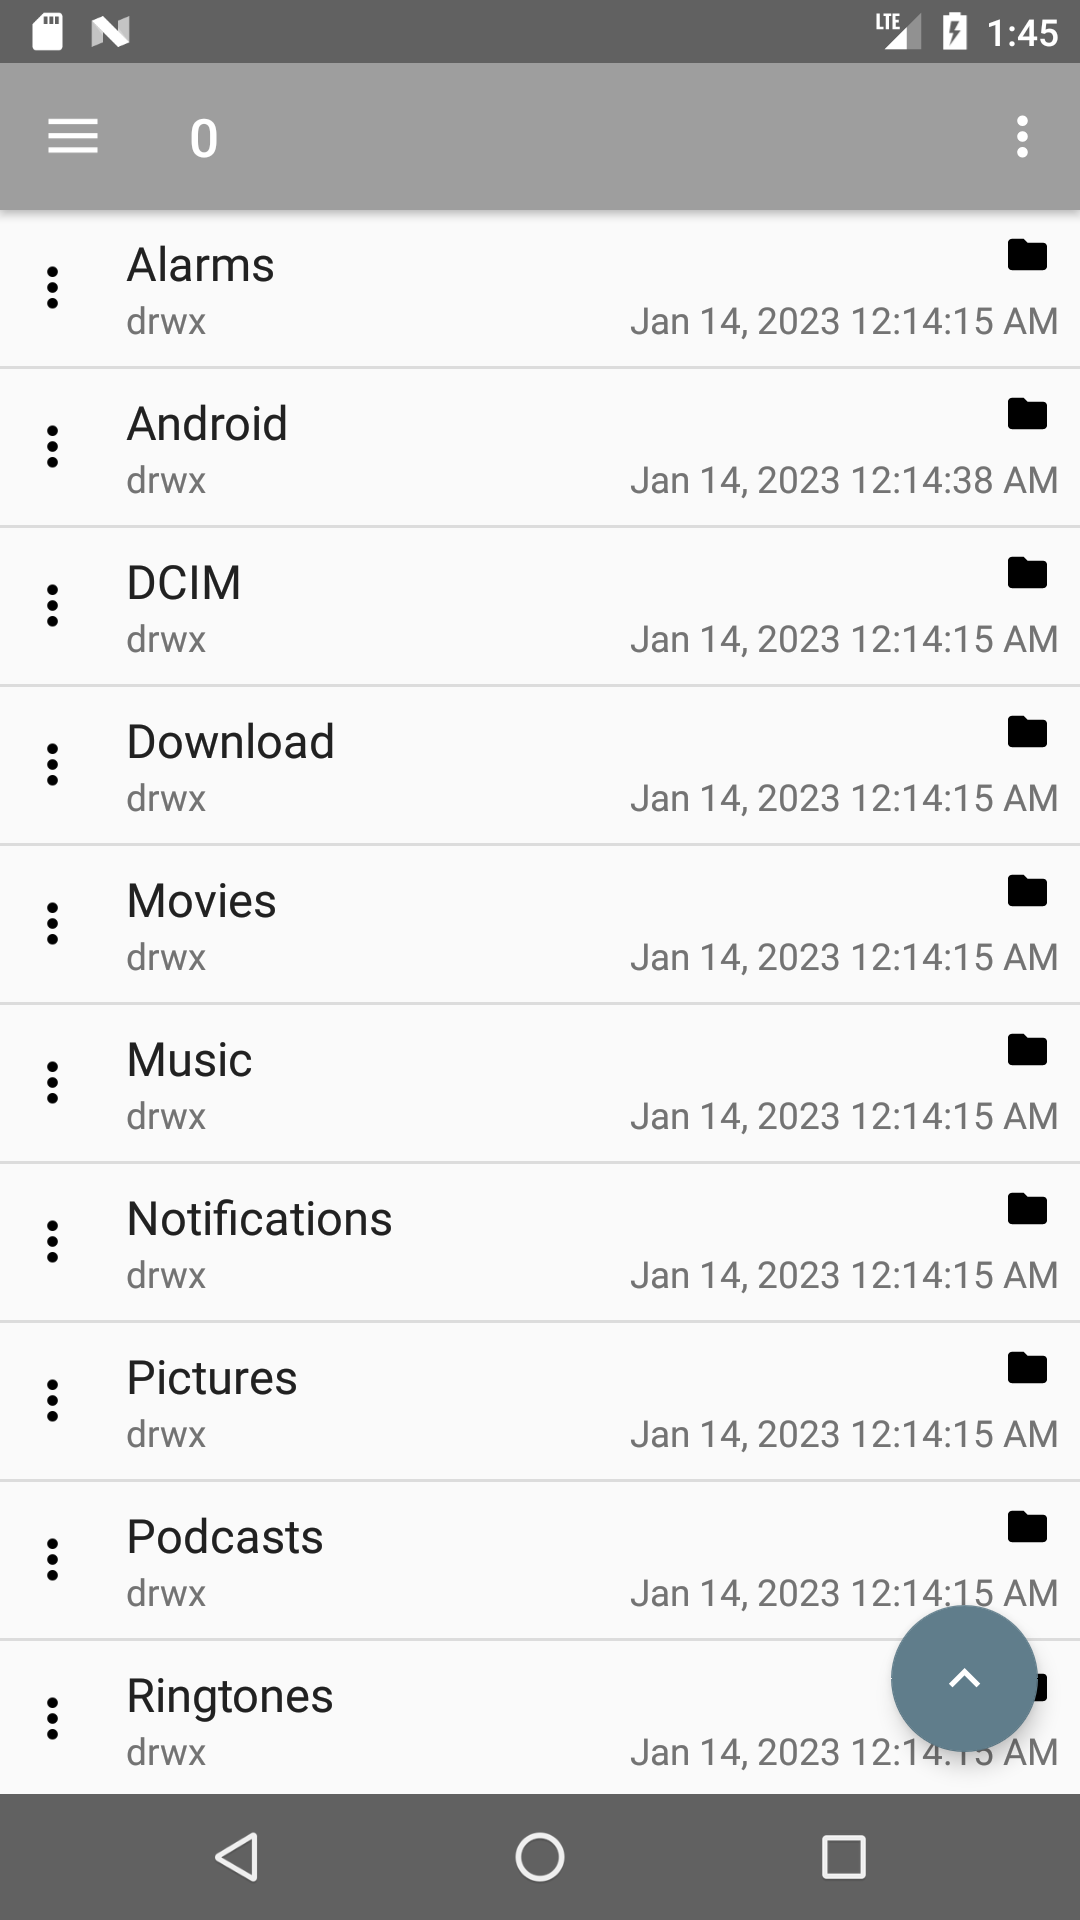 LTE 1:45
0
Alarms
drwx Jan 14, 2023 12:14:15 AM
Android
drwx Jan 14, 2023 12:14:38 AM
DCIM
drwx Jan 14, 2023 12:14:15 AM
Download
drwx Jan 14, 2023 12:14:15 AM
Movies
drwx Jan 14, 2023 12:14:15 AM
Music
drwx Jan 14, 2023 12:14:15 AM
Notifications
drwx Jan 14, 2023 12:14:15 AM
Pictures
drwx Jan 14, 2023 12:14:15 AM
Podcasts
drwx Jan 14, 2023 12:14:15 AM
Ringtones
drwx Jan 14, 2023 12:14:15 AM